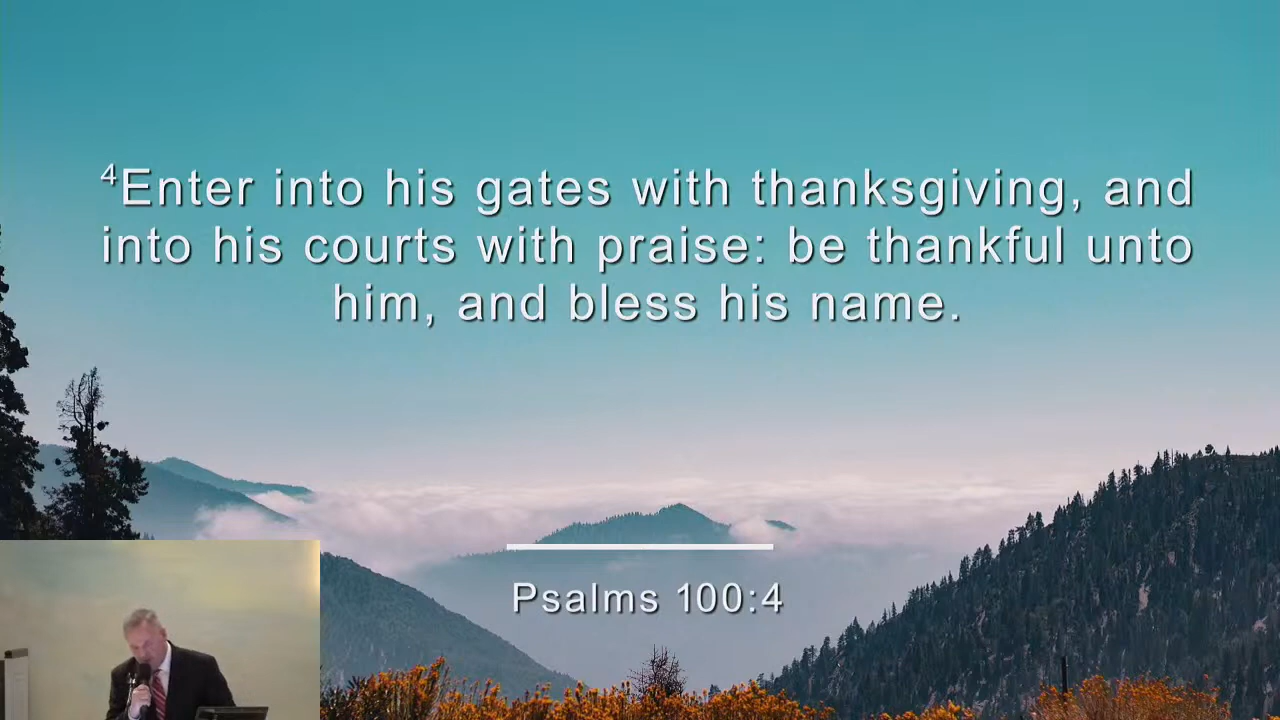 ⁴Enter into his gates with thanksgiving, and
into his courts with praise: be thankful unto
him, and bless his name.
Psalms 100:4